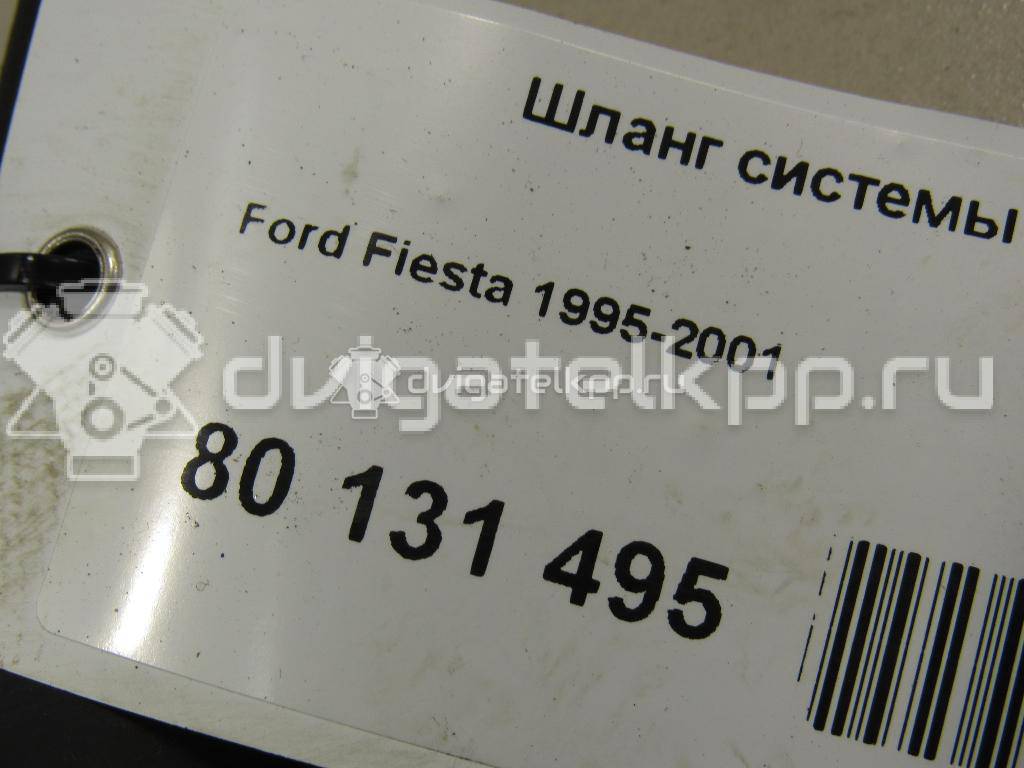 Шланг системы
Ford Fiesta 1995-2001
dvigatelkpp.ru
dvigatelkpp.ru
80 131 495